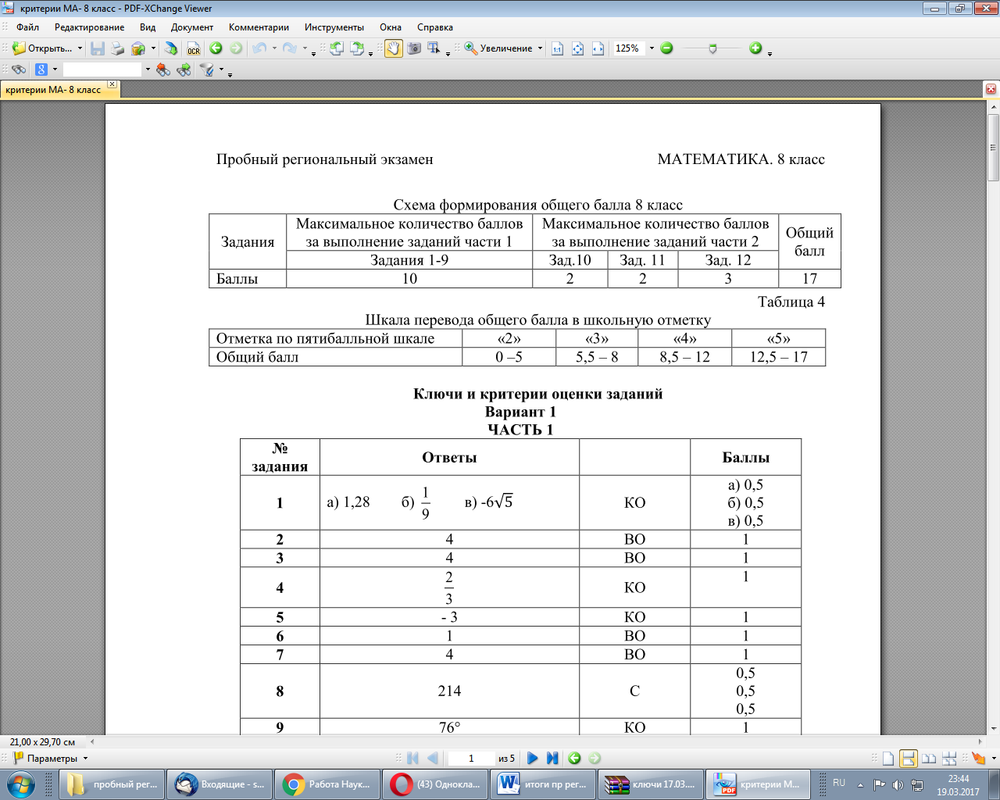 критерии МА- 8 класс - PDF-XChange Viewer
Файл Редактирование Вид Документ Комментарии Инструменты Окна Справка
Открыть... OCR Увеличение 125%
8
критерии МА- 8 класс
Пробный региональный экзамен МАТЕМАТИКА. 8 класс
Схема формирования общего балла 8 класс
Задания Максимальное количество баллов за выполнение заданий части 1 Максимальное количество баллов за выполнение заданий части 2 Общий балл
Задания 1-9 Зад.10 Зад. 11 Зад. 12
Баллы 10 2 2 3 17
Таблица 4
Шкала перевода общего балла в школьную отметку
Отметка по пятибалльной шкале «2» «3» «4» «5»
Общий балл 0 –5 5,5 – 8 8,5 – 12 12,5 – 17
Ключи и критерии оценки заданий
Вариант 1
ЧАСТЬ 1
№ задания Ответы Баллы
1 а) 1,28 б) 1/9 в) -6√5 КО а) 0,5 б) 0,5 в) 0,5
2 4 ВО 1
3 4 ВО 1
4 2/3 КО 1
5 - 3 КО 1
6 1 ВО 1
7 4 ВО 1
8 214 С 0,5 0,5 0,5
9 76° КО 1
21,00 x 29,70 см
Параметры 1 из 5
пробный рег... Входящие - s... Работа Наук... (43) Однокла... итоги пр рег... ключи 17.03.... критерии М... RU 23:44
19.03.2017